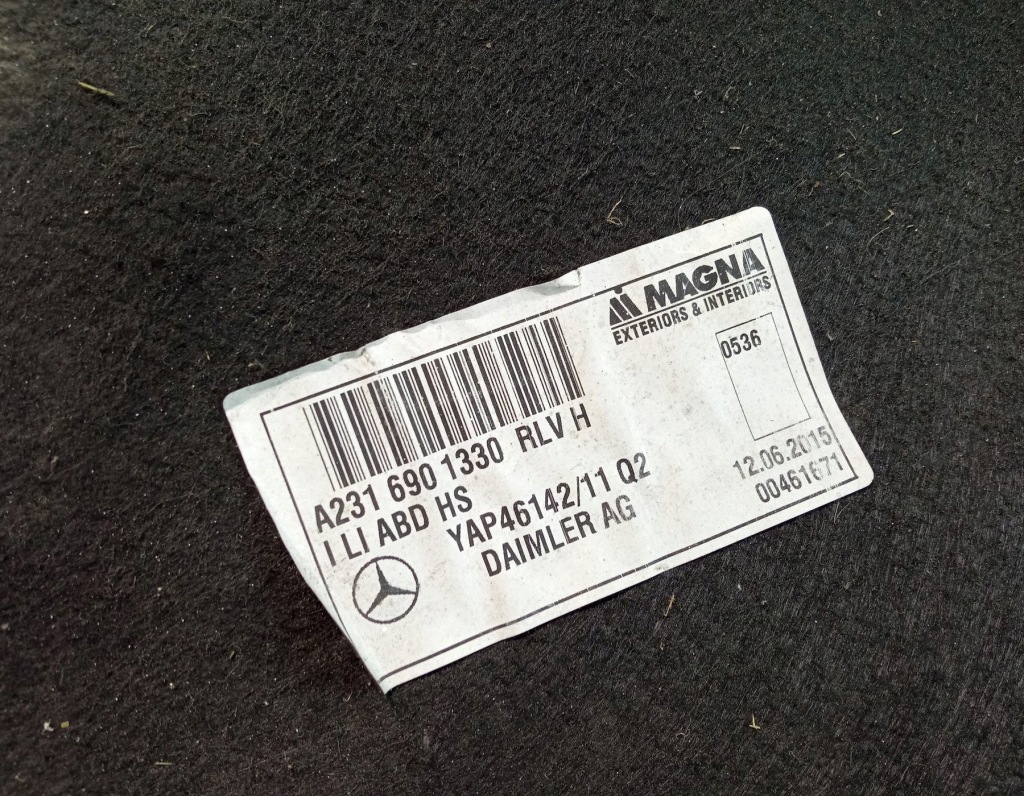 MAGNA
EXTERIORS & INTERIORS
0536
A231 690 1330 RLV H
I LI ABD HS
YAP46142/11 Q2
DAIMLER AG
12.06.2015
00461671